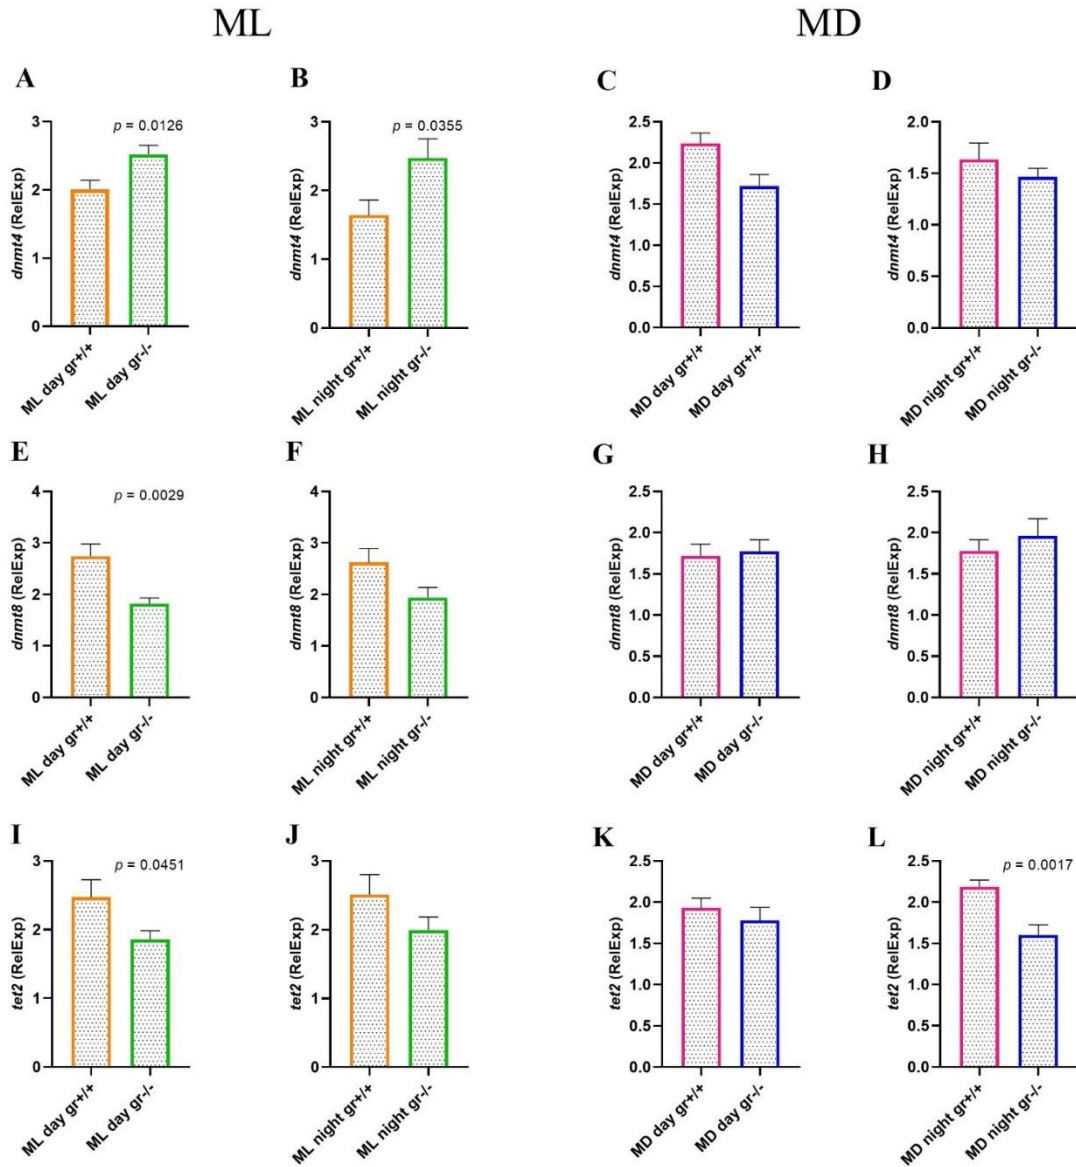 ML
MD
A
p = 0.0126
3
2
1
0
dnmt4 (RelExp)
ML day gr+/+
ML day gr-/-
B
p = 0.0355
3
2
1
0
dnmt4 (RelExp)
ML night gr+/+
ML night gr-/-
C
2.5
2.0
1.5
1.0
0.5
0.0
dnmt4 (RelExp)
MD day gr+/+
MD day gr+/+
D
2.0
1.5
1.0
0.5
0.0
dnmt4 (RelExp)
MD night gr+/+
MD night gr-/-
E
p = 0.0029
4
3
2
1
0
dnmt8 (RelExp)
ML day gr+/+
ML day gr-/-
F
4
3
2
1
0
dnmt8 (RelExp)
ML night gr+/+
ML night gr-/-
G
2.5
2.0
1.5
1.0
0.5
0.0
dnmt8 (RelExp)
MD day gr+/+
MD day gr-/-
H
2.5
2.0
1.5
1.0
0.5
0.0
dnmt8 (RelExp)
MD night gr+/+
MD night gr-/-
I
p = 0.0451
3
2
1
0
tet2 (RelExp)
ML day gr+/+
ML day gr-/-
J
3
2
1
0
tet2 (RelExp)
ML night gr+/+
ML night gr-/-
K
2.5
2.0
1.5
1.0
0.5
0.0
tet2 (RelExp)
MD day gr+/+
MD day gr-/-
L
p = 0.0017
2.5
2.0
1.5
1.0
0.5
0.0
tet2 (RelExp)
MD night gr+/+
MD night gr-/-